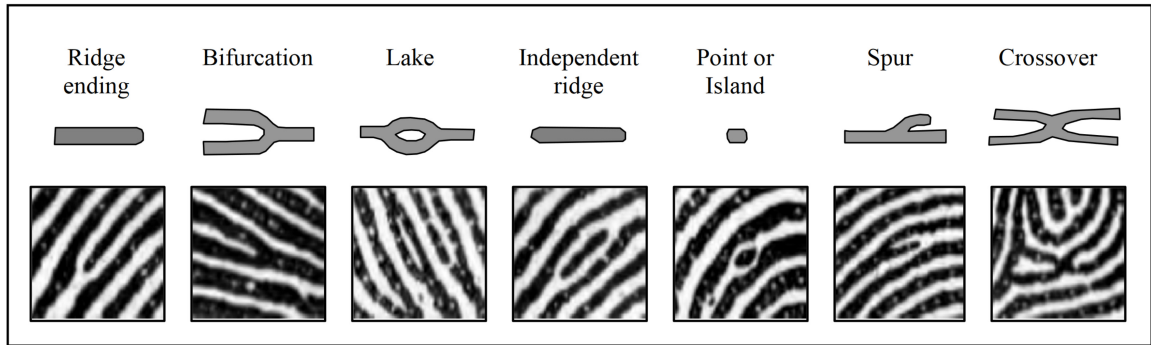 Ridge
ending
Bifurcation
Lake
Independent
ridge
Point or
Island
Spur
Crossover